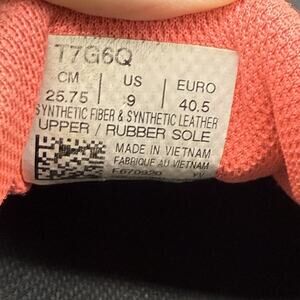 T7G6Q
CM | US | EURO
25.75 | 9 | 40.5
SYNTHETIC FIBER & SYNTHETIC LEATHER
UPPER / RUBBER SOLE
MADE IN VIETNAM
FABRIQUE AU VIETNAM
F670920